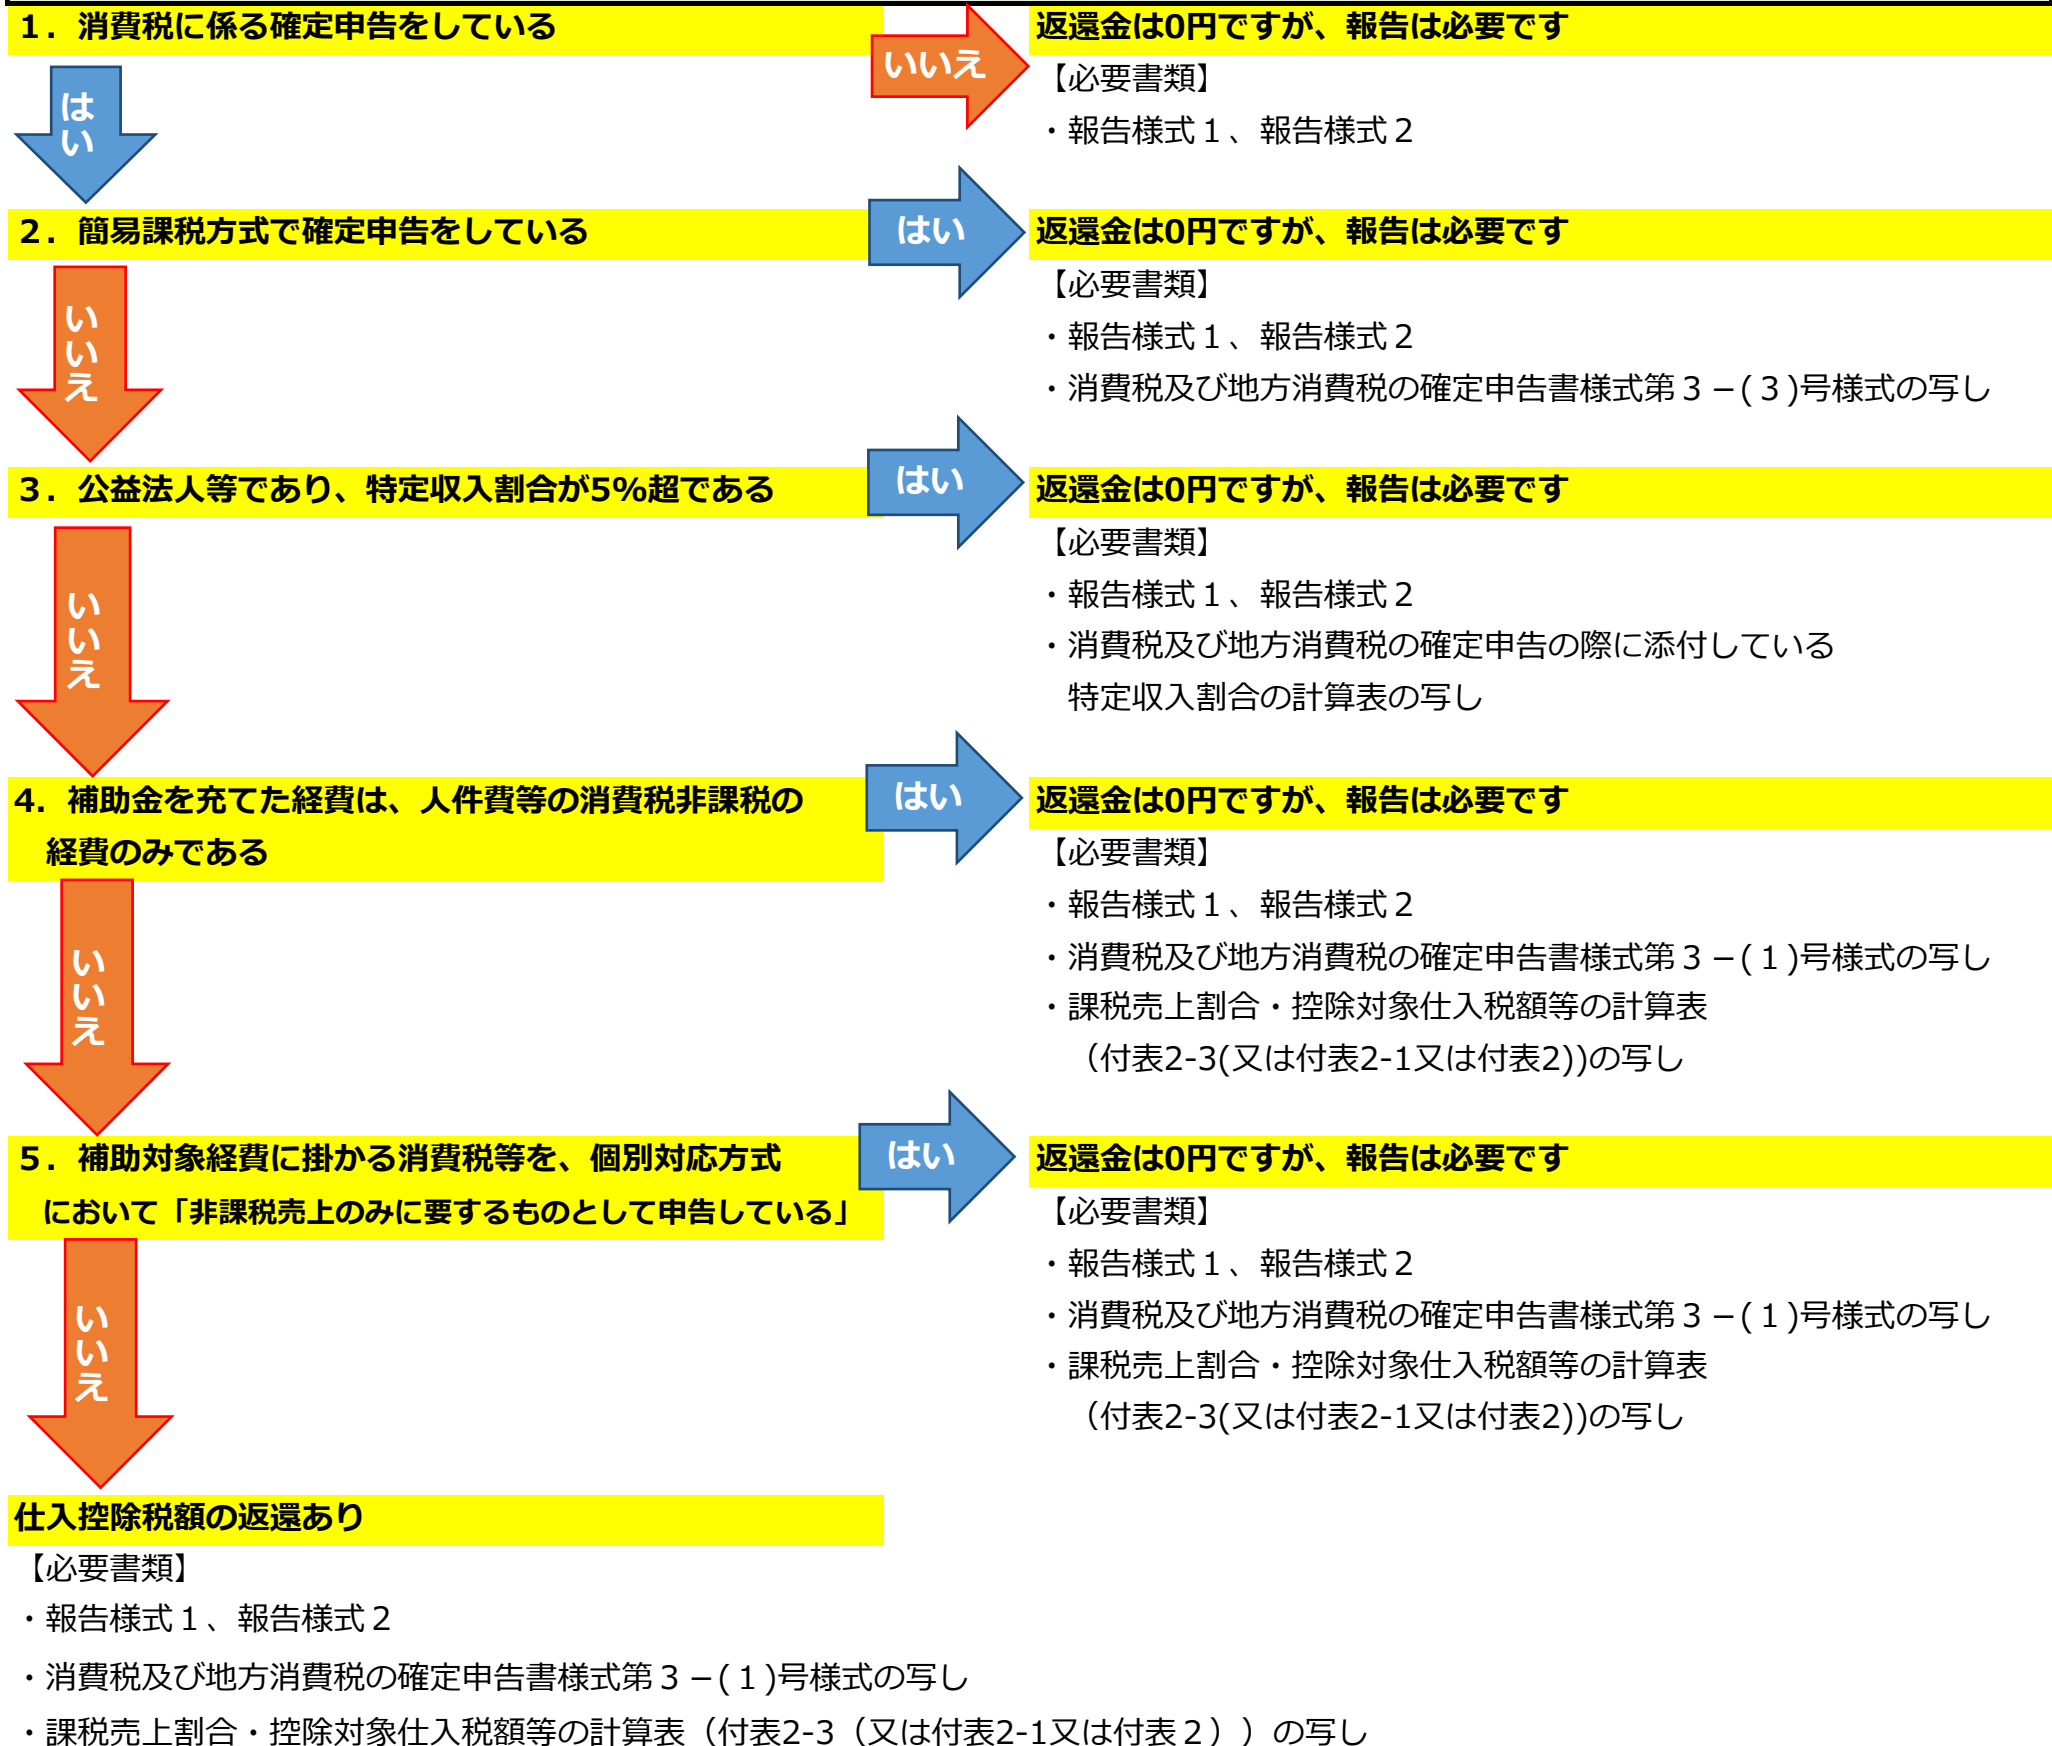 １．消費税に係る確定申告をしている
いいえ
返還金は0円ですが、報告は必要です
【必要書類】
・報告様式１、報告様式２
はい
２．簡易課税方式で確定申告をしている
はい
返還金は0円ですが、報告は必要です
【必要書類】
・報告様式１、報告様式２
・消費税及び地方消費税の確定申告書様式第３－(３)号様式の写し
いいえ
３．公益法人等であり、特定収入割合が5％超である
はい
返還金は0円ですが、報告は必要です
【必要書類】
・報告様式１、報告様式２
・消費税及び地方消費税の確定申告の際に添付している
特定収入割合の計算表の写し
いいえ
4．補助金を充てた経費は、人件費等の消費税非課税の
経費のみである
はい
返還金は0円ですが、報告は必要です
【必要書類】
・報告様式１、報告様式２
・消費税及び地方消費税の確定申告書様式第３－(１)号様式の写し
・課税売上割合・控除対象仕入税額等の計算表
（付表2-3(又は付表2-1又は付表2))の写し
いいえ
５．補助対象経費に掛かる消費税等を、個別対応方式
において「非課税売上のみに要するものとして申告している」
はい
返還金は0円ですが、報告は必要です
【必要書類】
・報告様式１、報告様式２
・消費税及び地方消費税の確定申告書様式第３－(１)号様式の写し
・課税売上割合・控除対象仕入税額等の計算表
（付表2-3(又は付表2-1又は付表2))の写し
いいえ
仕入控除税額の返還あり
【必要書類】
・報告様式１、報告様式２
・消費税及び地方消費税の確定申告書様式第３－(１)号様式の写し
・課税売上割合・控除対象仕入税額等の計算表（付表2-3（又は付表2-1又は付表２））の写し